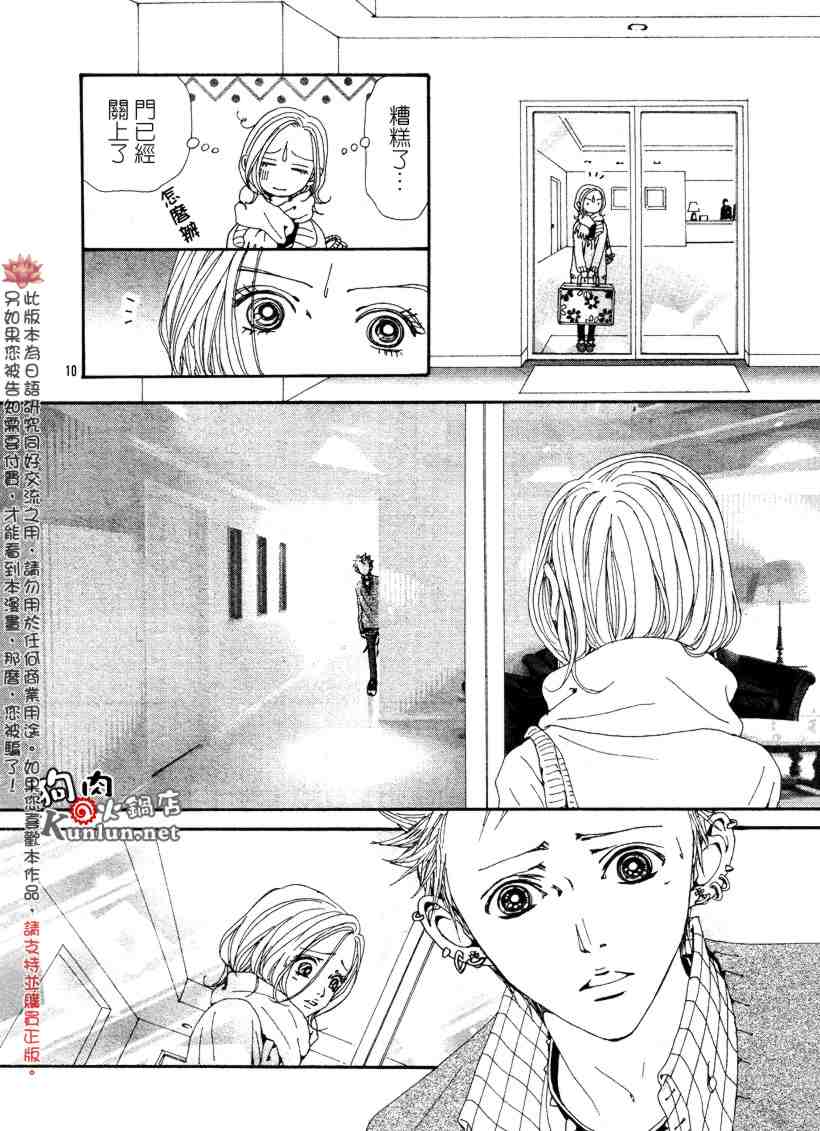 糟糕了…
門已經
關上了
怎麼辦
10
此版本為日語研究同好交流之用，請勿用於任何商業用途。如果您喜歡本作品，請支持並購買正版。
另如果您被告知需要付費，才能看到本漫畫，那麼，您被騙了！
狗肉
火鍋店
Kunlun.net